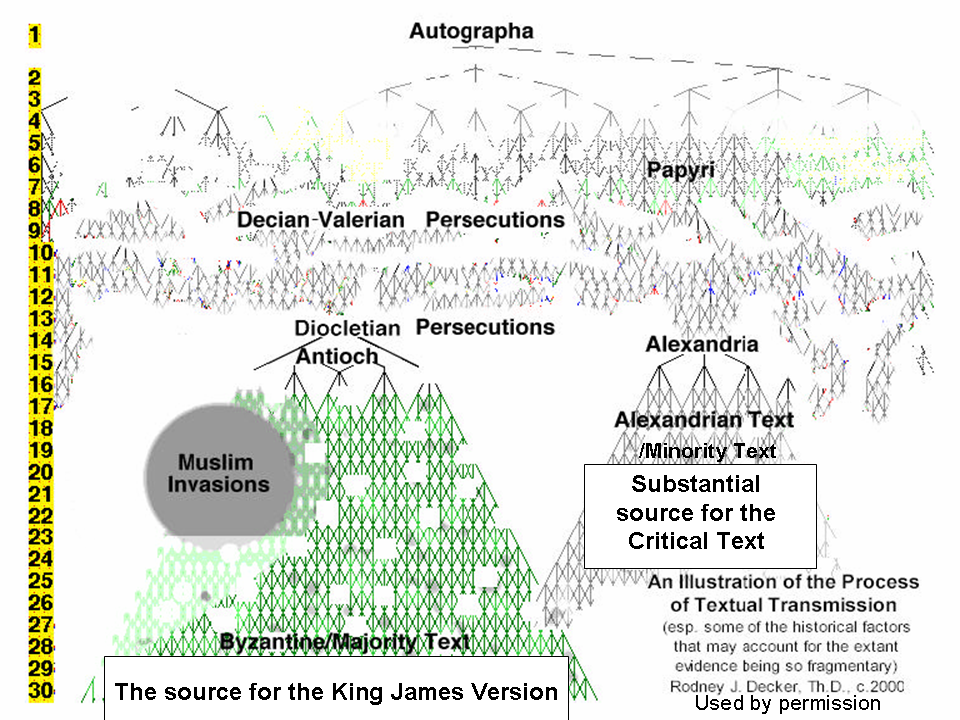 1
Autographa
2
3
4
5
6
Papyri
7
8
Decian-Valerian Persecutions
9
10
11
12
13
Diocletian Persecutions
14
Alexandria
Antioch
15
16
17
Alexandrian Text
18
19
/Minority Text
Muslim
Invasions
20
21
22
Substantial
source for the
Critical Text
23
24
25
26
27
28
29
30
An Illustration of the Process
of Textual Transmission
(esp. some of the historical factors
that may account for the extant
evidence being so fragmentary)
Rodney J. Decker, Th.D., c.2000
Used by permission
Byzantine/Majority Text
The source for the King James Version